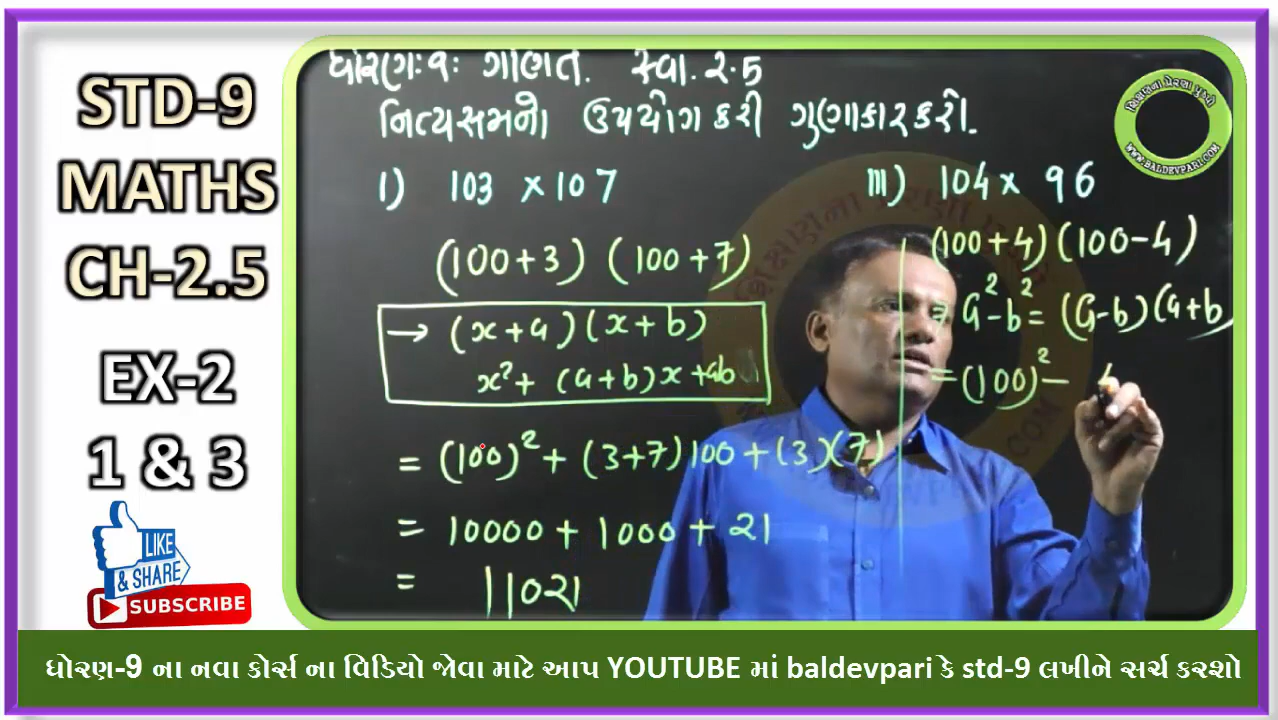 STD-9
MATHS
CH-2.5
EX-2
1 & 3
LIKE
& SHARE
SUBSCRIBE
ધોરણઃ૧ઃ ગણિત. સ્વા. ૨.5
નિત્યસમનો ઉપયોગ કરી ગુણાકાર કરો.
I) 103 × 107
(100+3) (100+7)
→ (x+a)(x+b)
x² + (a+b)x + ab
= (100)² + (3+7)100 + (3)(7)
= 10000 + 1000 + 21
= 11021
III) 104 × 96
(100+4)(100-4)
= a²-b² = (a-b)(a+b
= (100)² -
WWW.BALDEVPARI.COM
ધોરણ-9 ના નવા કોર્સ ના વિડિયો જોવા માટે આપ YOUTUBE માં baldevpari કે std-9 લખીને સર્ચ કરશો